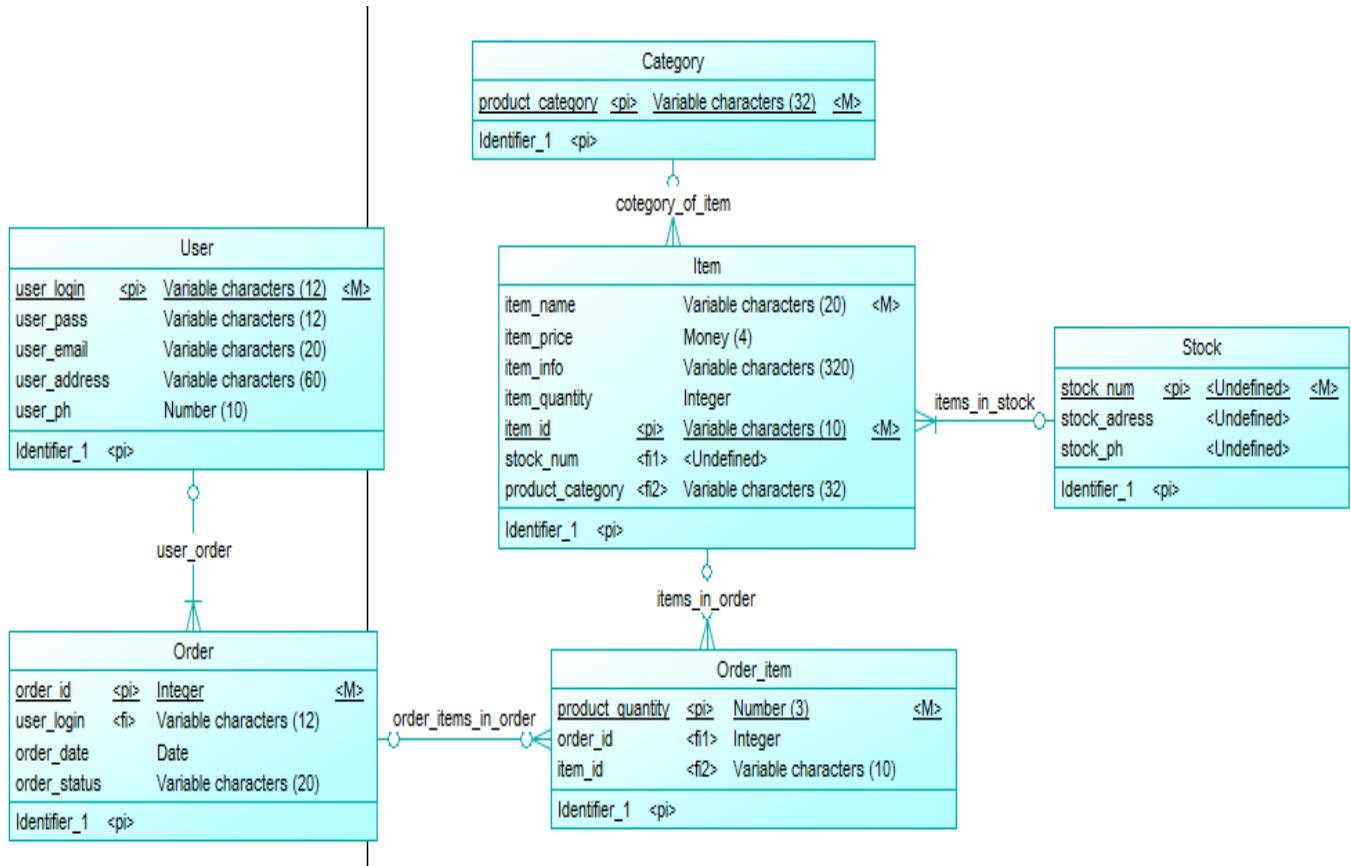 Category
product_category <pi> Variable characters (32) <M>
Identifier_1 <pi>
cotegory_of_item
User
user_login <pi> Variable characters (12) <M>
user_pass Variable characters (12)
user_email Variable characters (20)
user_address Variable characters (60)
user_ph Number (10)
Identifier_1 <pi>
Item
item_name Variable characters (20) <M>
item_price Money (4)
item_info Variable characters (320)
item_quantity Integer
item_id <pi> Variable characters (10) <M>
stock_num <fi1> <Undefined>
product_category <fi2> Variable characters (32)
Identifier_1 <pi>
items_in_stock
Stock
stock_num <pi> <Undefined> <M>
stock_adress <Undefined>
stock_ph <Undefined>
Identifier_1 <pi>
user_order
items_in_order
Order
order_id <pi> Integer <M>
user_login <fi> Variable characters (12)
order_date Date
order_status Variable characters (20)
Identifier_1 <pi>
order_items_in_order
Order_item
product_quantity <pi> Number (3) <M>
order_id <fi1> Integer
item_id <fi2> Variable characters (10)
Identifier_1 <pi>